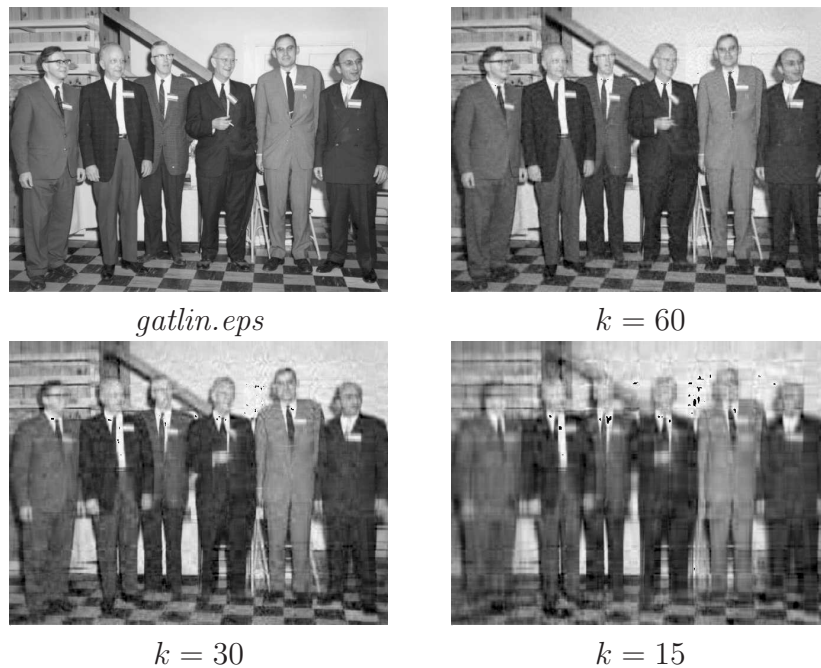 gatlin.eps
k = 60
k = 30
k = 15